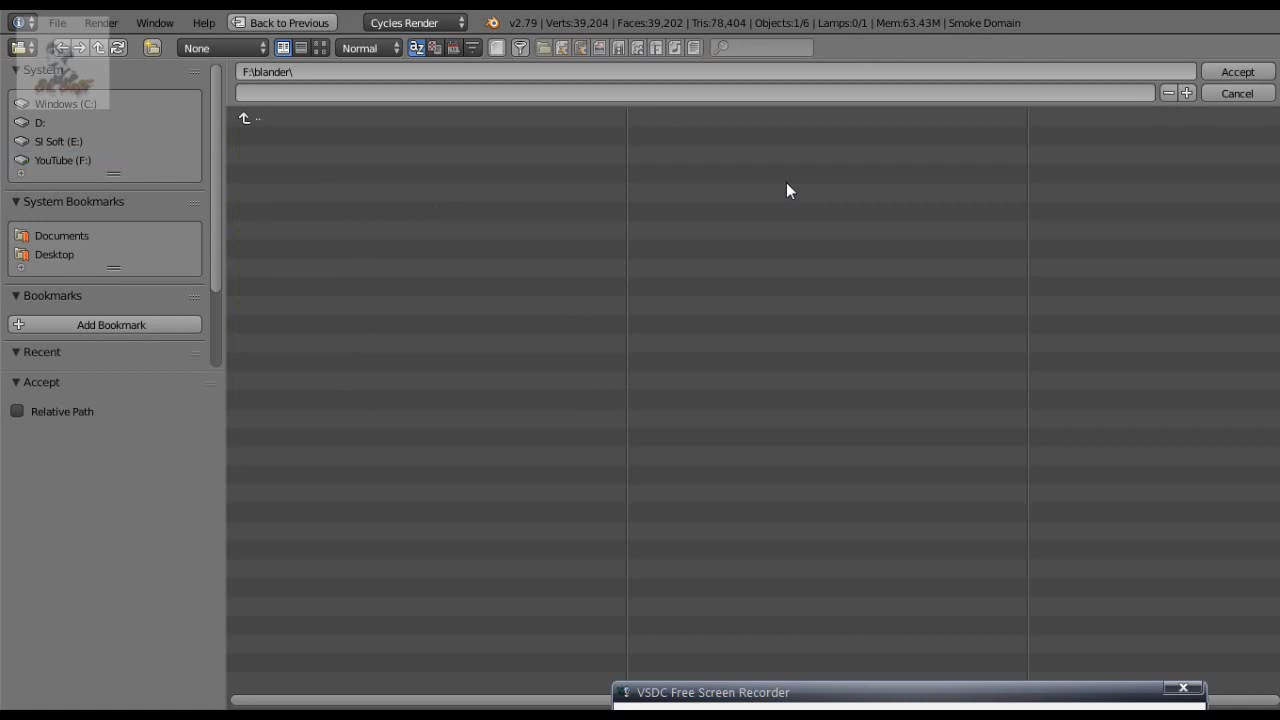 File Render Window Help Back to Previous Cycles Render v2.79 | Verts:39,204 | Faces:39,202 | Tris:78,404 | Objects:1/6 | Lamps:0/1 | Mem:63.43M | Smoke Domain
None Normal
System
Windows (C:)
D:
SI Soft (E:)
YouTube (F:)
System Bookmarks
Documents
Desktop
Bookmarks
Add Bookmark
Recent
Accept
Relative Path
F:\blander\ Accept
Cancel
..
VSDC Free Screen Recorder